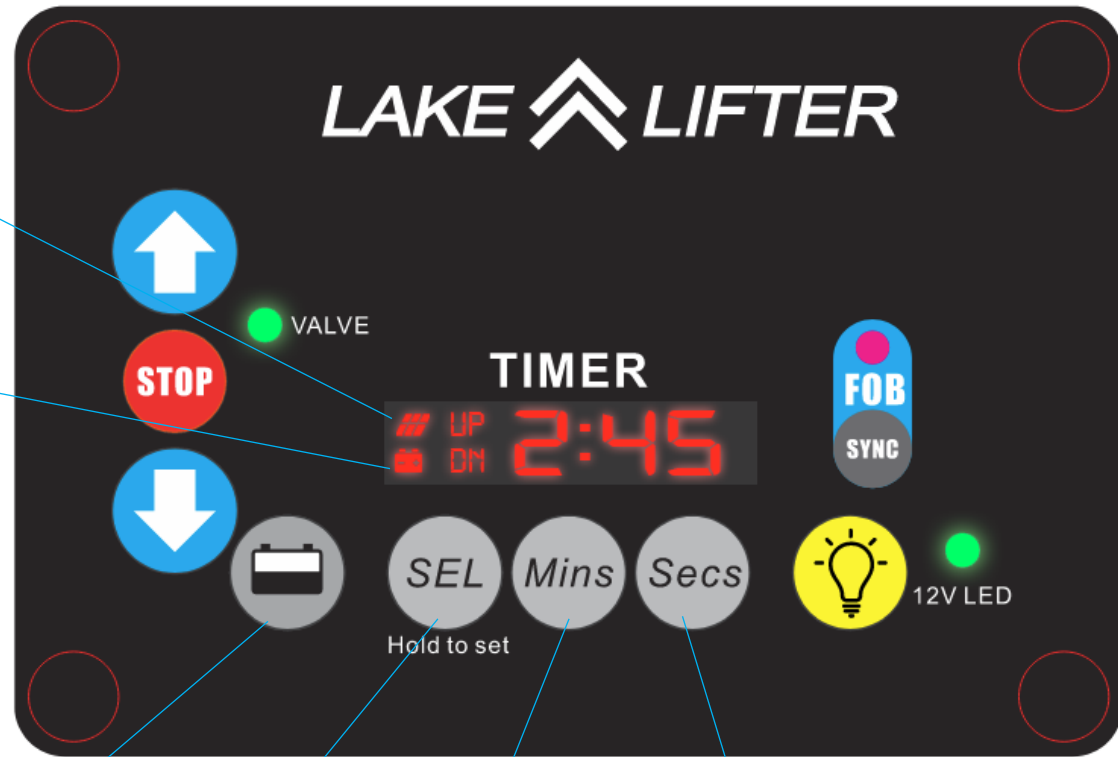 LAKE LIFTER
VALVE
STOP
TIMER
UP
DN
2:45
FOB
SYNC
SEL
Mins
Secs
Hold to set
12V LED